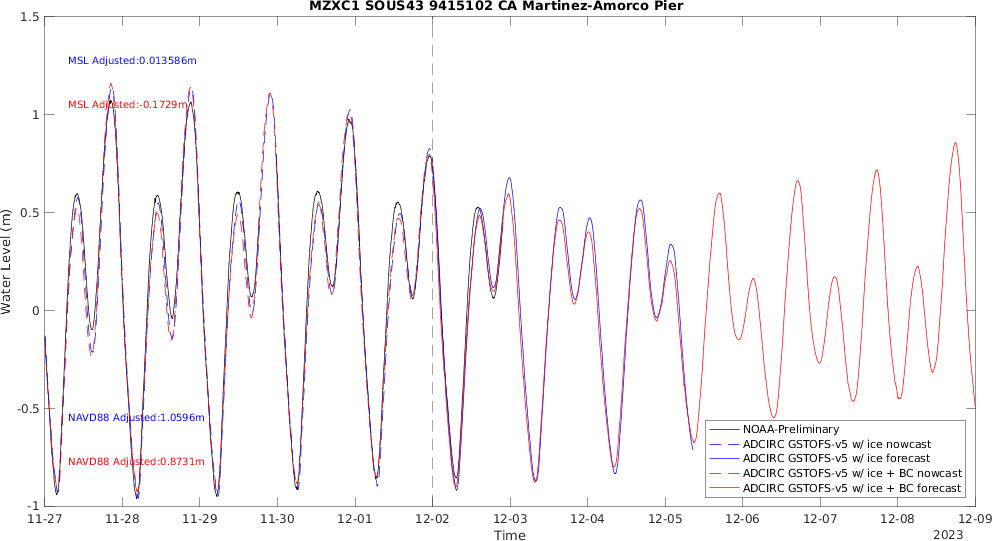 MZXC1 SOUS43 9415102 CA Martinez-Amorco Pier
1.5
1
0.5
0
-0.5
-1
Water Level (m)
MSL Adjusted:0.013586m
MSL Adjusted:-0.1729m
NAVD88 Adjusted:1.0596m
NAVD88 Adjusted:0.8731m
NOAA-Preliminary
ADCIRC GSTOFS-v5 w/ ice nowcast
ADCIRC GSTOFS-v5 w/ ice forecast
ADCIRC GSTOFS-v5 w/ ice + BC nowcast
ADCIRC GSTOFS-v5 w/ ice + BC forecast
11-27 11-28 11-29 11-30 12-01 12-02 12-03 12-04 12-05 12-06 12-07 12-08 12-09
Time
2023